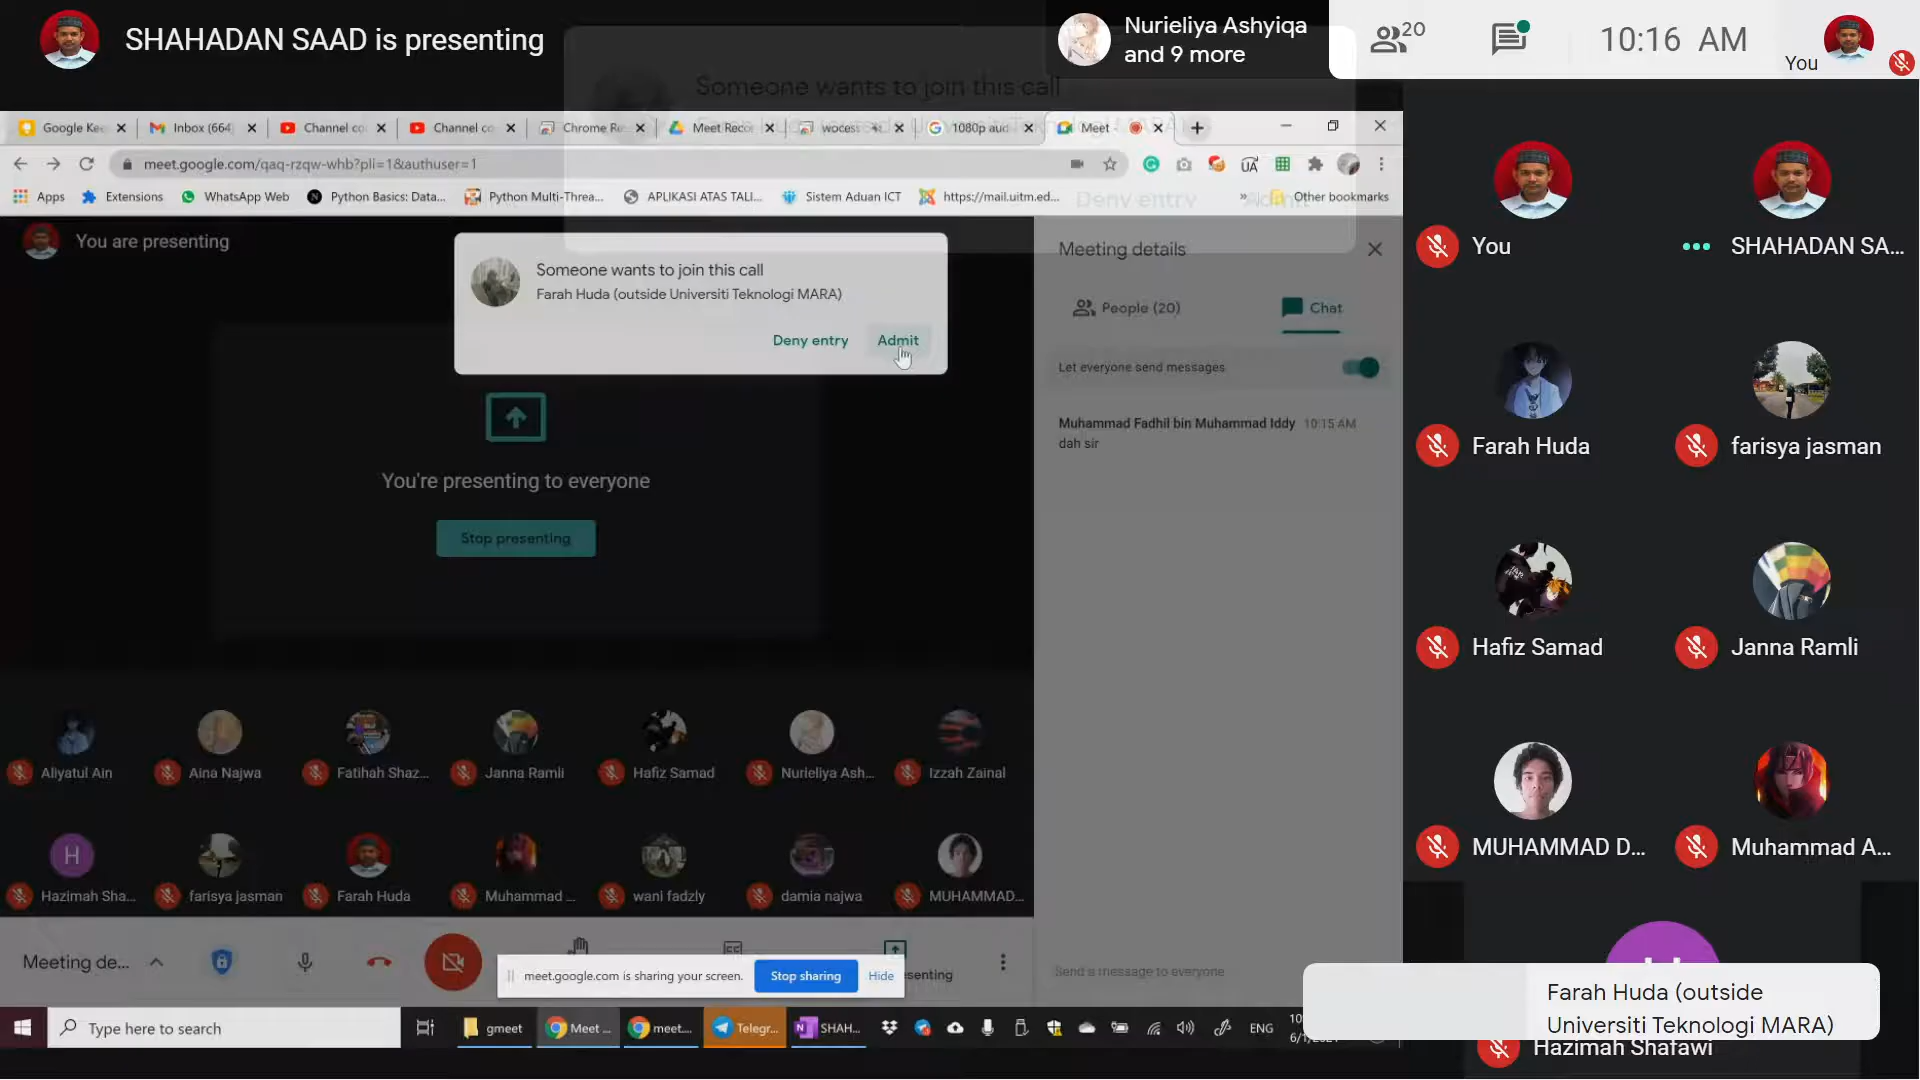 SHAHADAN SAAD is presenting
Nurieliya Ashyiqa
and 9 more
20
10:16 AM
You
Someone wants to join this call
Google Kee
Inbox (664)
Channel co
Channel co
Chrome Re
Meet Recor
wocess
1080p aud
Meet -
meet.google.com/qaq-rzqw-whb?pli=1&authuser=1
Apps
Extensions
WhatsApp Web
Python Basics: Data...
Python Multi-Threa...
APLIKASI ATAS TALI...
Sistem Aduan ICT
https://mail.uitm.ed...
»
Other bookmarks
Deny entry
Admit
You are presenting
Someone wants to join this call
Farah Huda (outside Universiti Teknologi MARA)
Deny entry
Admit
You're presenting to everyone
Stop presenting
Meeting details
People (20)
Chat
Let everyone send messages
Muhammad Fadhil bin Muhammad Iddy 10:15 AM
dah sir
Send a message to everyone
Aliyatul Ain
Aina Najwa
Fatihah Shaz...
Janna Ramli
Hafiz Samad
Nurieliya Ash...
Izzah Zainal
H
Hazimah Sha...
farisya jasman
Farah Huda
Muhammad ...
wani fadzly
damia najwa
MUHAMMAD...
Meeting de...
meet.google.com is sharing your screen.
Stop sharing
Hide
esenting
Type here to search
gmeet
Meet ...
meet....
Telegr...
SHAH...
ENG
You
SHAHADAN SA...
Farah Huda
farisya jasman
Hafiz Samad
Janna Ramli
MUHAMMAD D...
Muhammad A...
Farah Huda (outside
Universiti Teknologi MARA)
Hazimah Shafawi